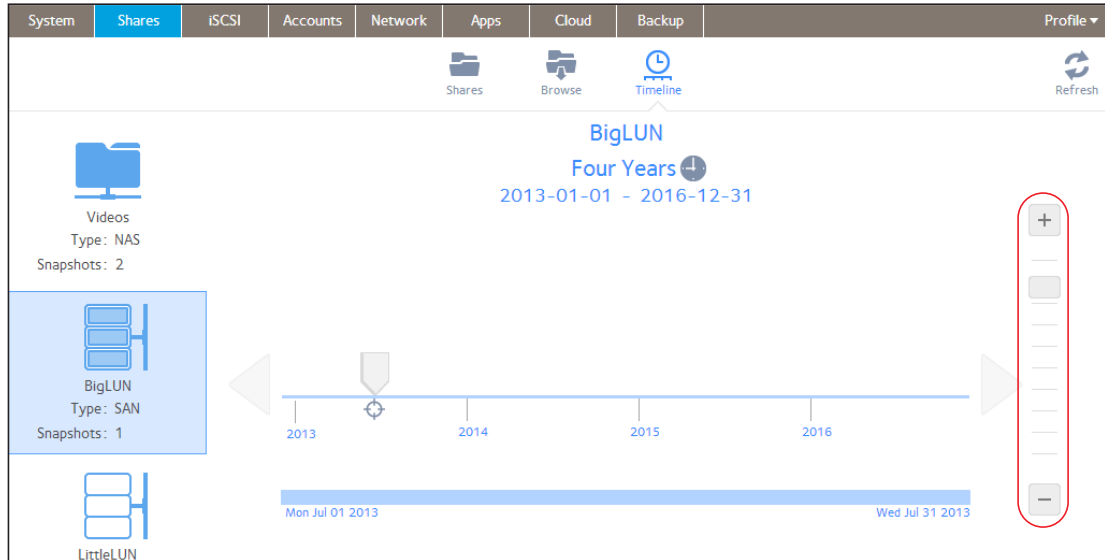 System Shares iSCSI Accounts Network Apps Cloud Backup Profile ▾
Shares Browse Timeline Refresh
BigLUN
Four Years
2013-01-01 - 2016-12-31
Videos
Type: NAS
Snapshots: 2
BigLUN
Type: SAN
Snapshots: 1
LittleLUN
+
2013 2014 2015 2016
Mon Jul 01 2013 Wed Jul 31 2013
−